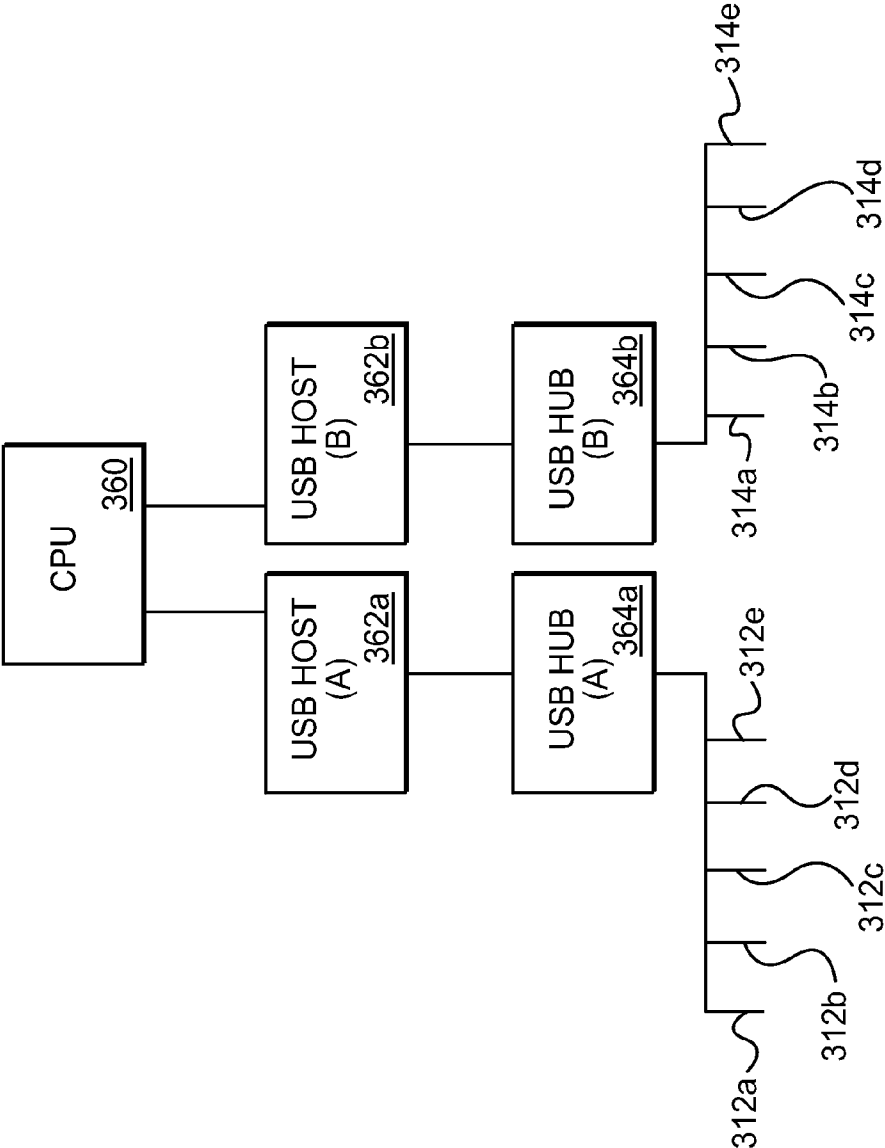 CPU
360
USB HOST
(A)
362a
USB HOST
(B)
362b
USB HUB
(A)
364a
USB HUB
(B)
364b
312a
312b
312c
312d
312e
314a
314b
314c
314d
314e